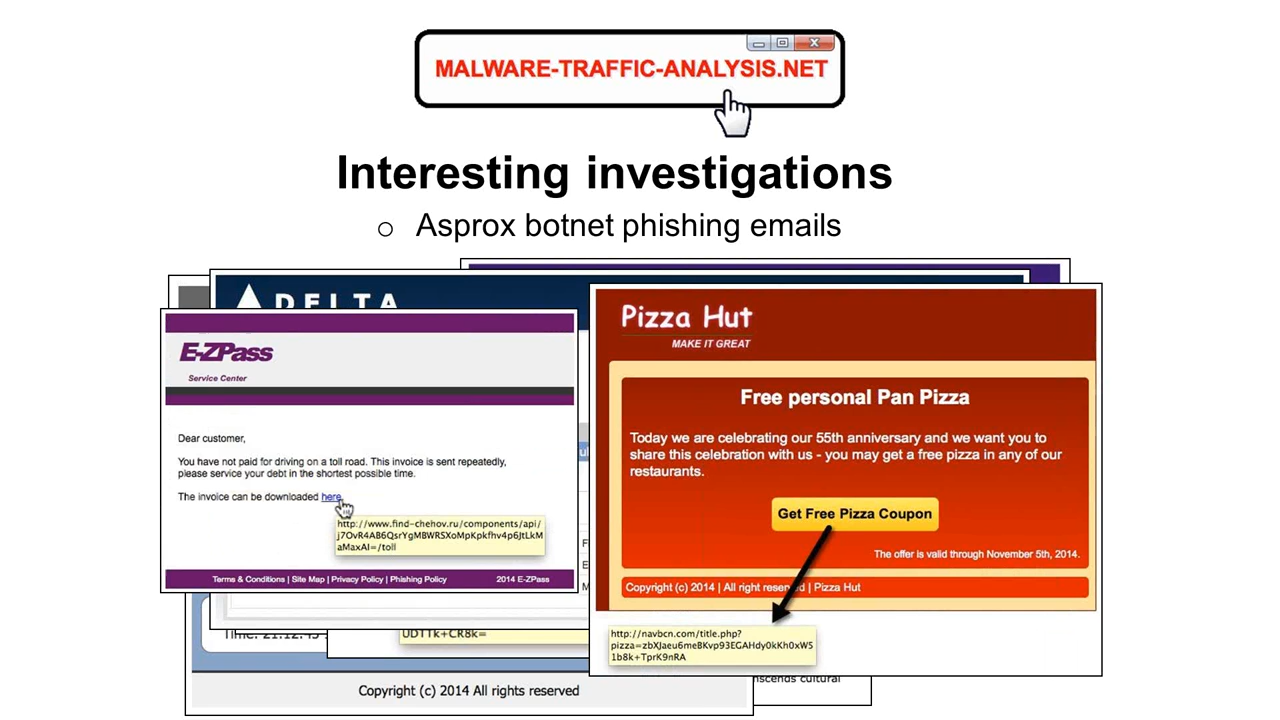 MALWARE-TRAFFIC-ANALYSIS.NET
Interesting investigations
o Asprox botnet phishing emails
DELTA
E-ZPass
Service Center
Dear customer,
You have not paid for driving on a toll road. This invoice is sent repeatedly,
please service your debt in the shortest possible time.
The invoice can be downloaded here.
http://www.find-chehov.ru/components/api/
j7OvR4AB6QsrYgMBWRSXoMpKpkfhv4p6JtLkM
aMaxAI=/toll
Terms & Conditions | Site Map | Privacy Policy | Phishing Policy 2014 E-ZPass
Pizza Hut
MAKE IT GREAT
Free personal Pan Pizza
Today we are celebrating our 55th anniversary and we want you to
share this celebration with us - you may get a free pizza in any of our
restaurants.
Get Free Pizza Coupon
The offer is valid through November 5th, 2014.
Copyright (c) 2014 | All right reserved | Pizza Hut
http://navbcn.com/title.php?
pizza=zbXJaeu6meBKvp93EGAHdy0kKh0xW5
1b8k+TprK9nRA
UDTTk+CR8k=
cultural
Copyright (c) 2014 All rights reserved